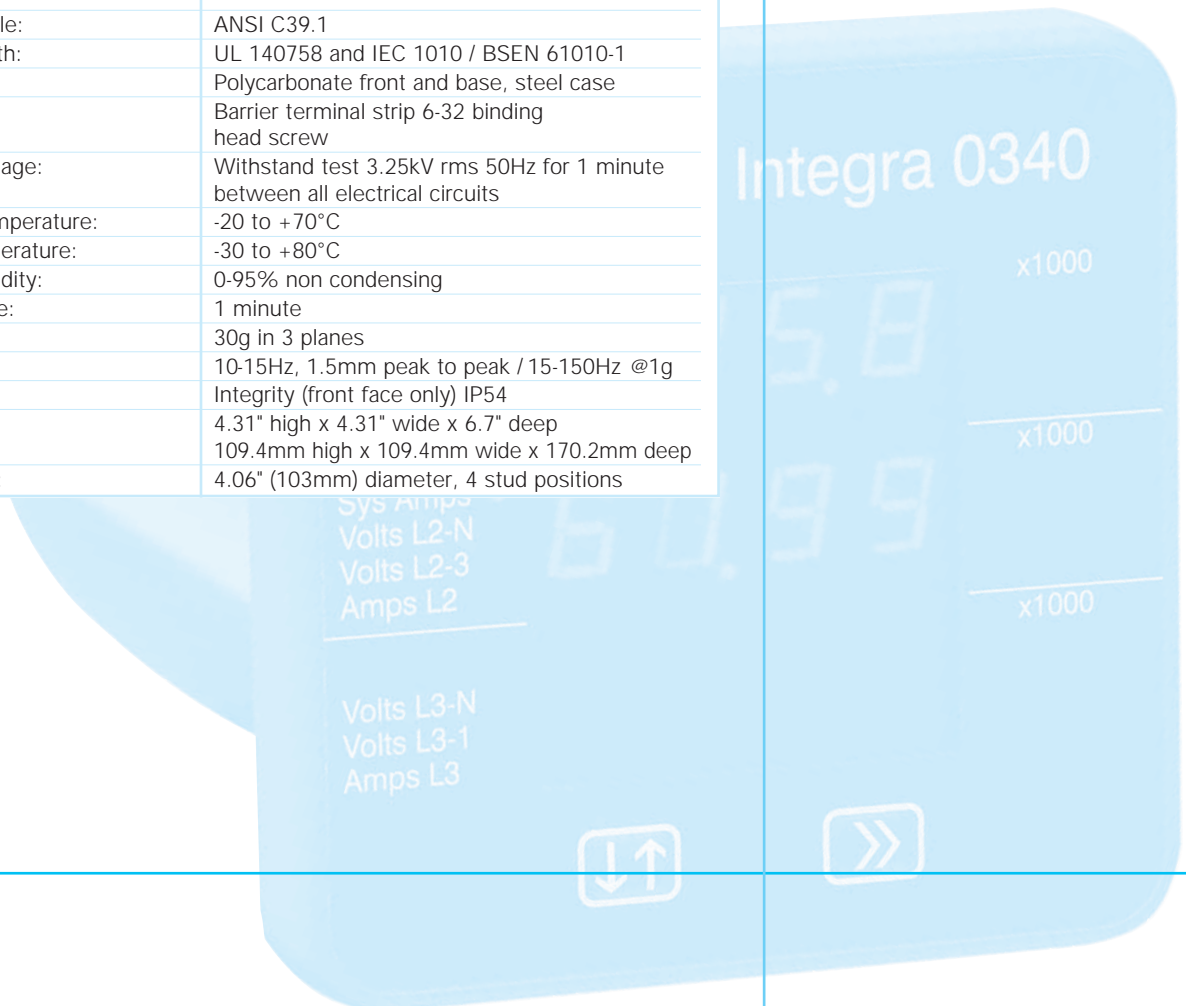 le: ANSI C39.1
th: UL 140758 and IEC 1010 / BSEN 61010-1
Polycarbonate front and base, steel case
Barrier terminal strip 6-32 binding
head screw
age: Withstand test 3.25kV rms 50Hz for 1 minute
between all electrical circuits
mperature: -20 to +70°C
erature: -30 to +80°C
dity: 0-95% non condensing
e: 1 minute
30g in 3 planes
10-15Hz, 1.5mm peak to peak / 15-150Hz @1g
Integrity (front face only) IP54
4.31" high x 4.31" wide x 6.7" deep
109.4mm high x 109.4mm wide x 170.2mm deep
4.06" (103mm) diameter, 4 stud positions
Integra 0340
x1000
5.8
x1000
Sys Amps
Volts L2-N
Volts L2-3
Amps L2
60.99
x1000
Volts L3-N
Volts L3-1
Amps L3